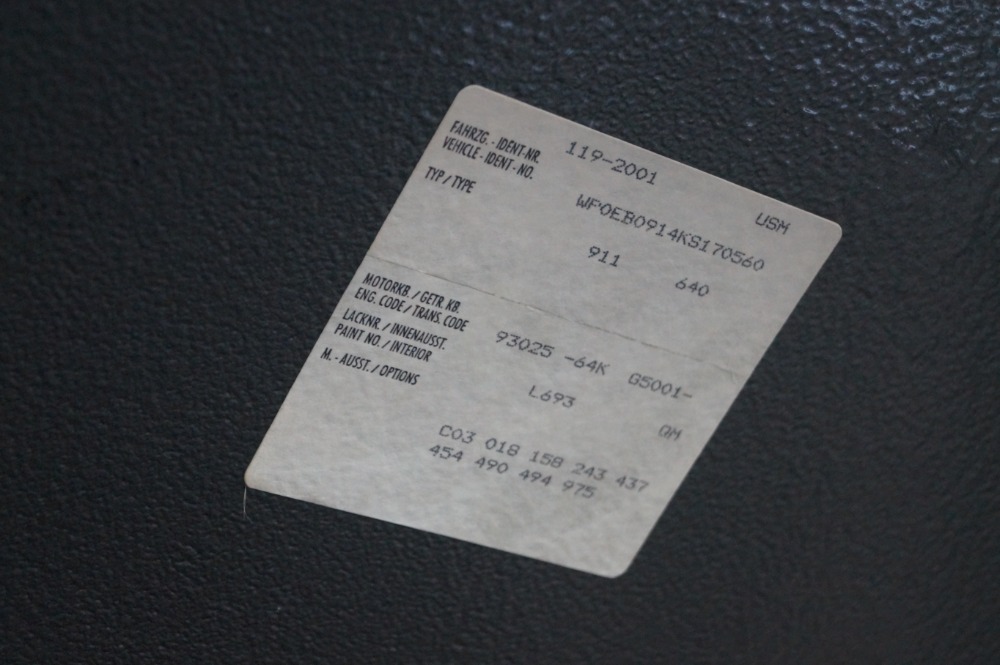 FAHRZG. - IDENT-NR. 119-2001 USM
VEHICLE - IDENT - NO. WP0EB0914KS170560
TYP / TYPE 911 640
MOTORKB. / GETR. KB.
ENG. CODE / TRANS. CODE 93025 -64K G5001-
LACKNR. / INNENAUSST.
PAINT NO. / INTERIOR L693 QM
M. - AUSST. / OPTIONS
C03 018 158 243 437
454 490 494 975